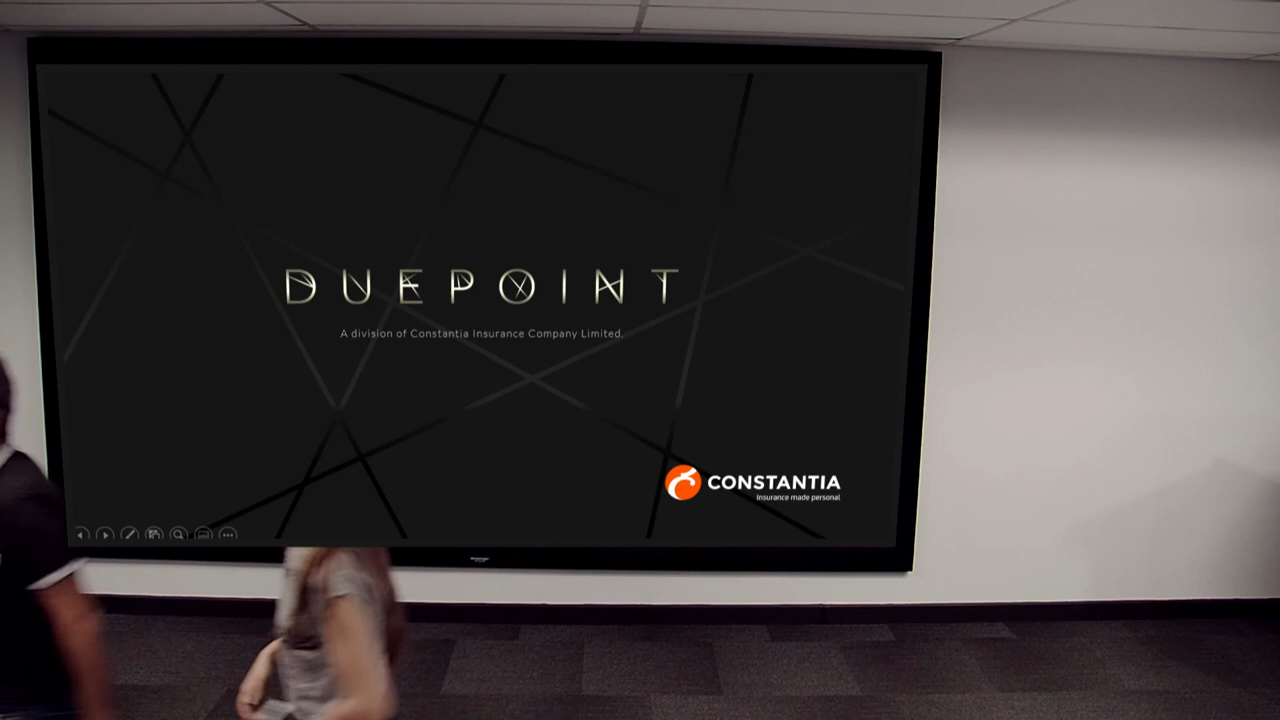 DUEPOINT
A division of Constantia Insurance Company Limited.
CONSTANTIA
Insurance made personal